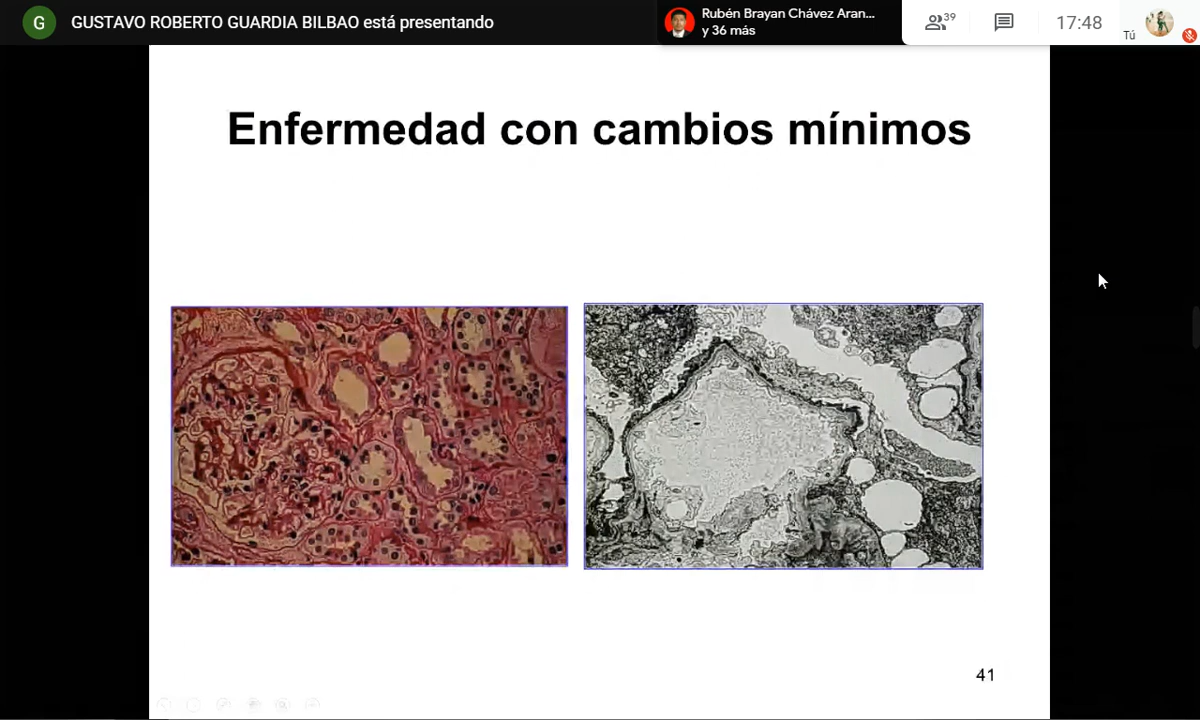 G GUSTAVO ROBERTO GUARDIA BILBAO está presentando
Rubén Brayan Chávez Aran...
y 36 más
39
17:48
Tú
Enfermedad con cambios mínimos
41